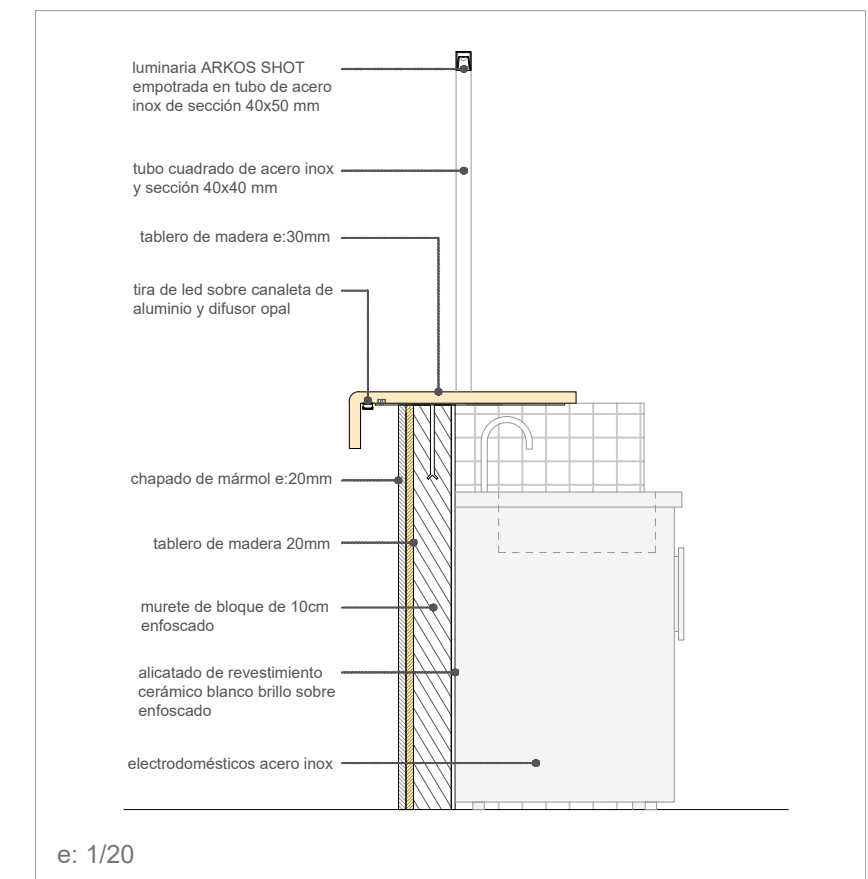 luminaria ARKOS SHOT
empotrada en tubo de acero
inox de sección 40x50 mm
tubo cuadrado de acero inox
y sección 40x40 mm
tablero de madera e:30mm
tira de led sobre canaleta de
aluminio y difusor opal
chapado de mármol e:20mm
tablero de madera 20mm
murete de bloque de 10cm
enfoscado
alicatado de revestimiento
cerámico blanco brillo sobre
enfoscado
electrodomésticos acero inox
e: 1/20